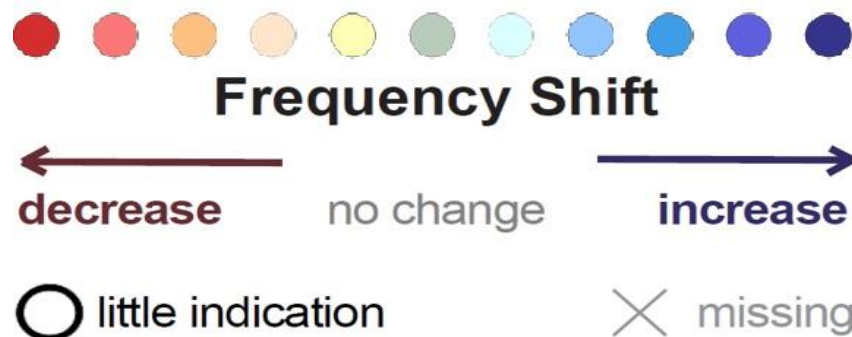 Frequency Shift
decrease no change increase
little indication missing